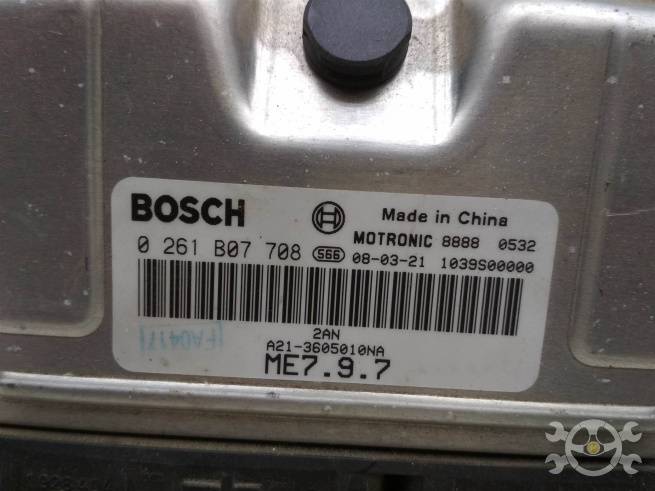 BOSCH
Made in China
MOTRONIC 8888 0532
0 261 B07 708 566 08-03-21 1039S00000
2AN
A21-3605010NA
ME7.9.7
FA0417